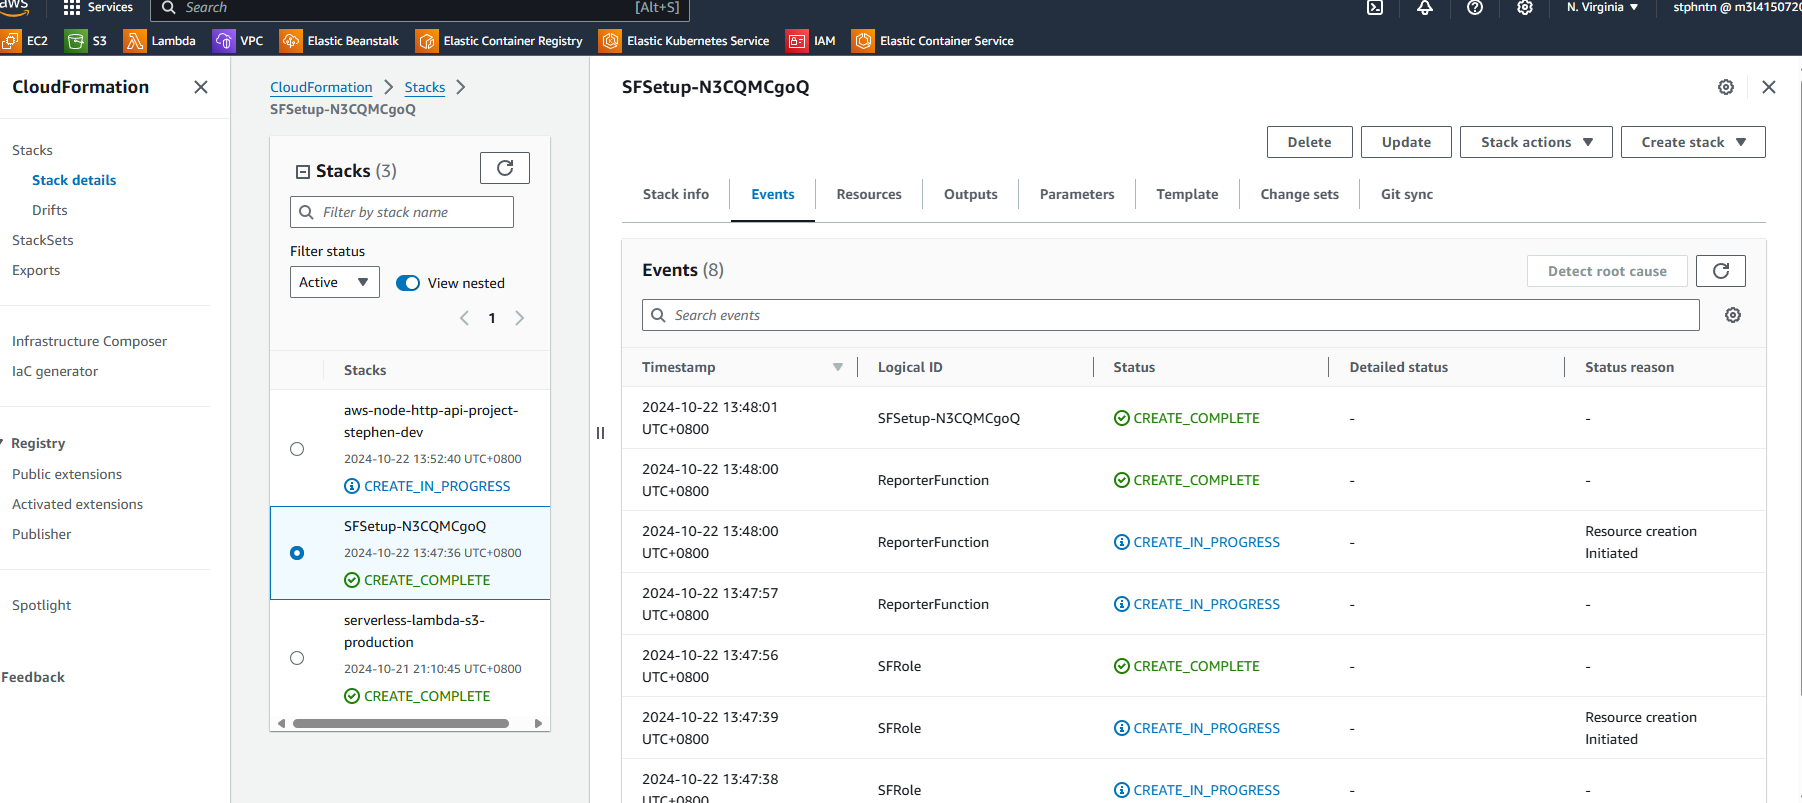 aws
Services
Search
[Alt+S]
N. Virginia
stphntn @ m3l4150720
EC2
S3
Lambda
VPC
Elastic Beanstalk
Elastic Container Registry
Elastic Kubernetes Service
IAM
Elastic Container Service
CloudFormation
Stacks
Stack details
Drifts
StackSets
Exports
Infrastructure Composer
IaC generator
Registry
Public extensions
Activated extensions
Publisher
Spotlight
Feedback
CloudFormation
Stacks
SFSetup-N3CQMCgoQ
Stacks (3)
Filter by stack name
Filter status
Active
View nested
1
Stacks
aws-node-http-api-project-
stephen-dev
2024-10-22 13:52:40 UTC+0800
CREATE_IN_PROGRESS
SFSetup-N3CQMCgoQ
2024-10-22 13:47:36 UTC+0800
CREATE_COMPLETE
serverless-lambda-s3-
production
2024-10-21 21:10:45 UTC+0800
CREATE_COMPLETE
SFSetup-N3CQMCgoQ
Delete
Update
Stack actions
Create stack
Stack info
Events
Resources
Outputs
Parameters
Template
Change sets
Git sync
Events (8)
Detect root cause
Search events
Timestamp
Logical ID
Status
Detailed status
Status reason
2024-10-22 13:48:01
UTC+0800
SFSetup-N3CQMCgoQ
CREATE_COMPLETE
-
-
2024-10-22 13:48:00
UTC+0800
ReporterFunction
CREATE_COMPLETE
-
-
2024-10-22 13:48:00
UTC+0800
ReporterFunction
CREATE_IN_PROGRESS
-
Resource creation
Initiated
2024-10-22 13:47:57
UTC+0800
ReporterFunction
CREATE_IN_PROGRESS
-
-
2024-10-22 13:47:56
UTC+0800
SFRole
CREATE_COMPLETE
-
-
2024-10-22 13:47:39
UTC+0800
SFRole
CREATE_IN_PROGRESS
-
Resource creation
Initiated
2024-10-22 13:47:38
UTC+0800
SFRole
CREATE_IN_PROGRESS
-
-